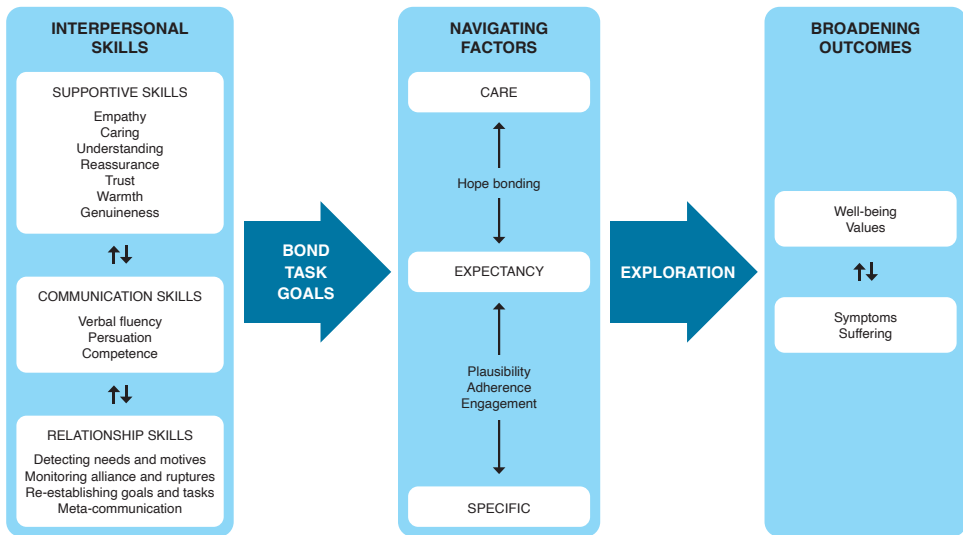 INTERPERSONAL
SKILLS
SUPPORTIVE SKILLS
Empathy
Caring
Understanding
Reassurance
Trust
Warmth
Genuineness
COMMUNICATION SKILLS
Verbal fluency
Persuation
Competence
RELATIONSHIP SKILLS
Detecting needs and motives
Monitoring alliance and ruptures
Re-establishing goals and tasks
Meta-communication
BOND
TASK
GOALS
NAVIGATING
FACTORS
CARE
Hope bonding
EXPECTANCY
Plausibility
Adherence
Engagement
SPECIFIC
EXPLORATION
BROADENING
OUTCOMES
Well-being
Values
Symptoms
Suffering